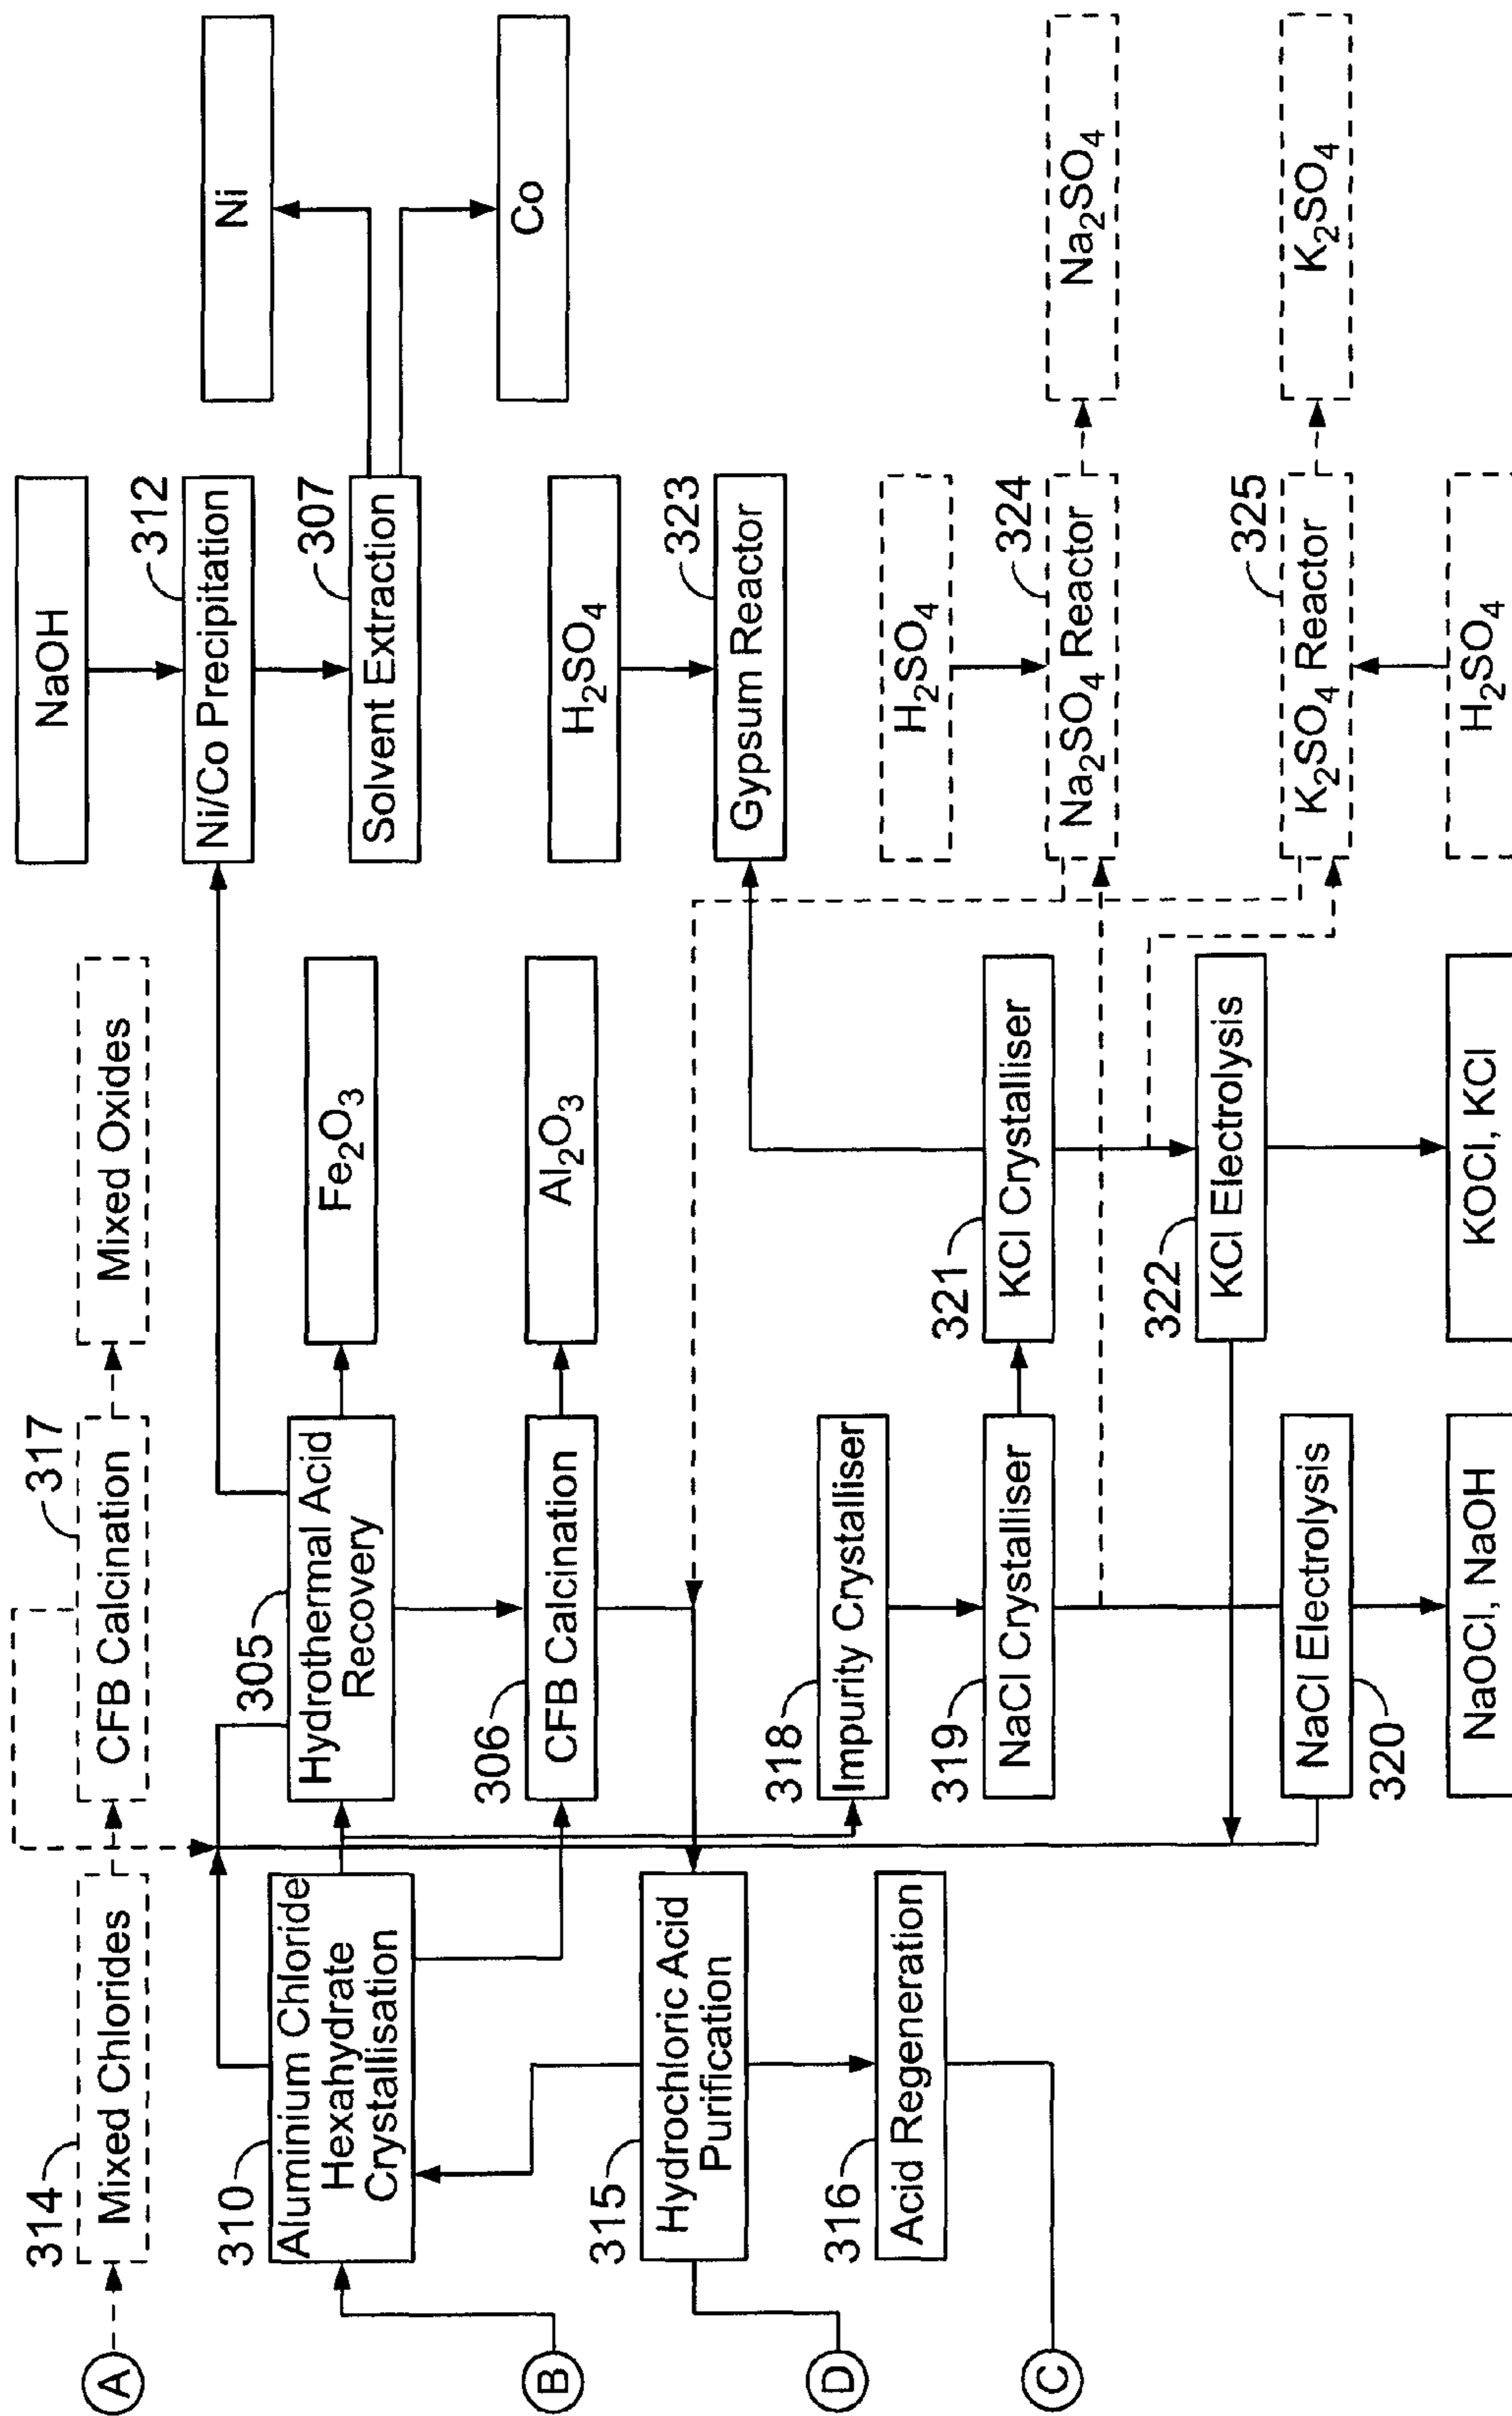 A
314
Mixed Chlorides
317
CFB Calcination
Mixed Oxides
NaOH
310
Aluminium Chloride
Hexahydrate
Crystallisation
305
Hydrothermal Acid
Recovery
Fe2O3
312
Ni/Co Precipitation
Ni
307
Solvent Extraction
B
306
CFB Calcination
Al2O3
Co
H2SO4
315
Hydrochloric Acid
Purification
323
Gypsum Reactor
D
316
Acid Regeneration
318
Impurity Crystalliser
H2SO4
C
319
NaCl Crystalliser
321
KCl Crystalliser
324
Na2SO4 Reactor
Na2SO4
322
KCl Electrolysis
NaCl Electrolysis
320
325
K2SO4 Reactor
K2SO4
NaOCl, NaOH
KOCl, KCl
H2SO4